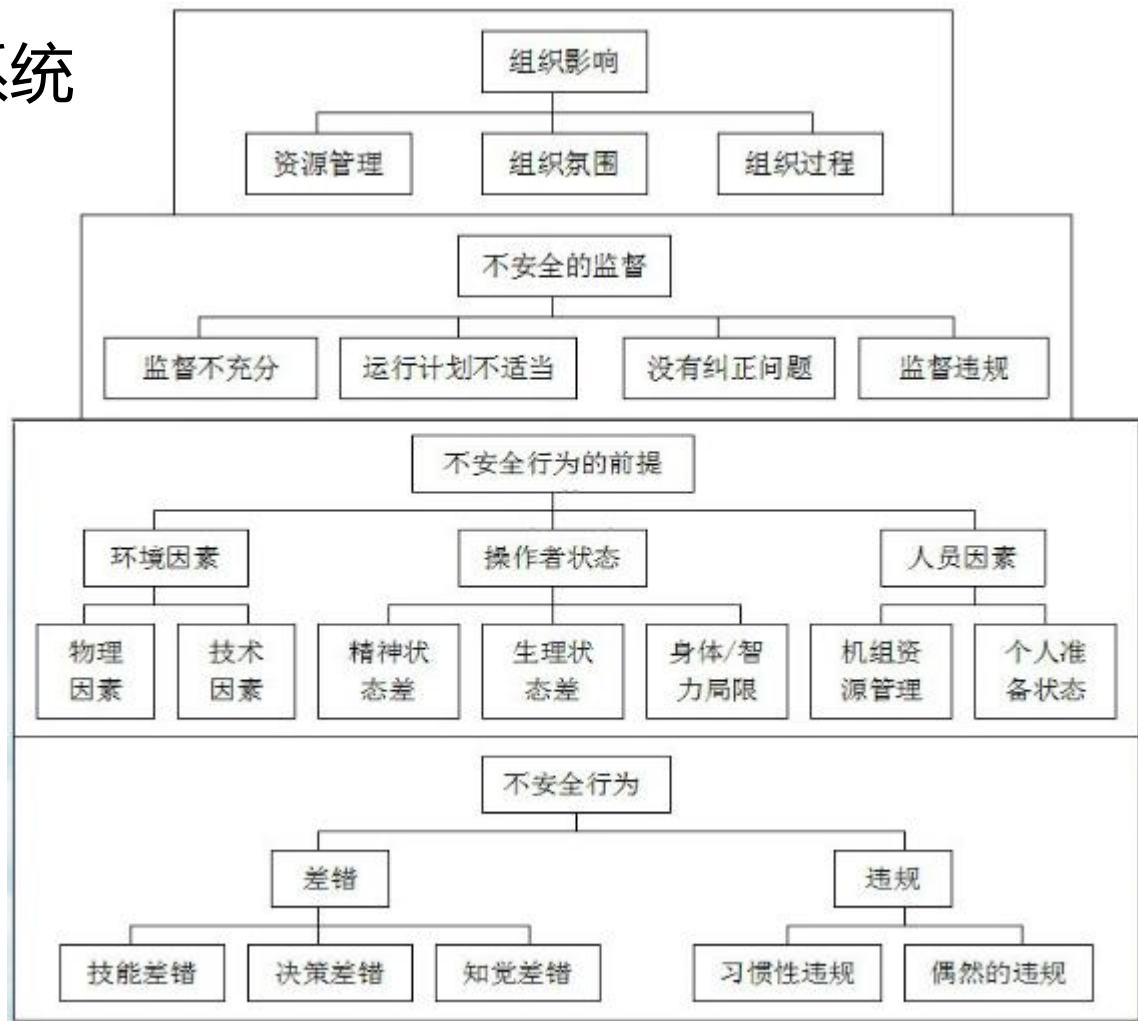 系统
组织影响
资源管理
组织氛围
组织过程
不安全的监督
监督不充分
运行计划不适当
没有纠正问题
监督违规
不安全行为的前提
环境因素
操作者状态
人员因素
物理
因素
技术
因素
精神状
态差
生理状
态差
身体/智
力局限
机组资
源管理
个人准
备状态
不安全行为
差错
违规
技能差错
决策差错
知觉差错
习惯性违规
偶然的违规